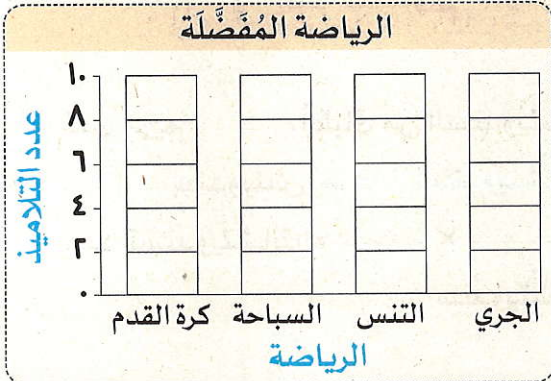 الرياضة المُفَضَّلَة
عدد التلاميذ
١٠
٨
٦
٤
٢
٠
كرة القدم السباحة التنس الجري
الرياضة